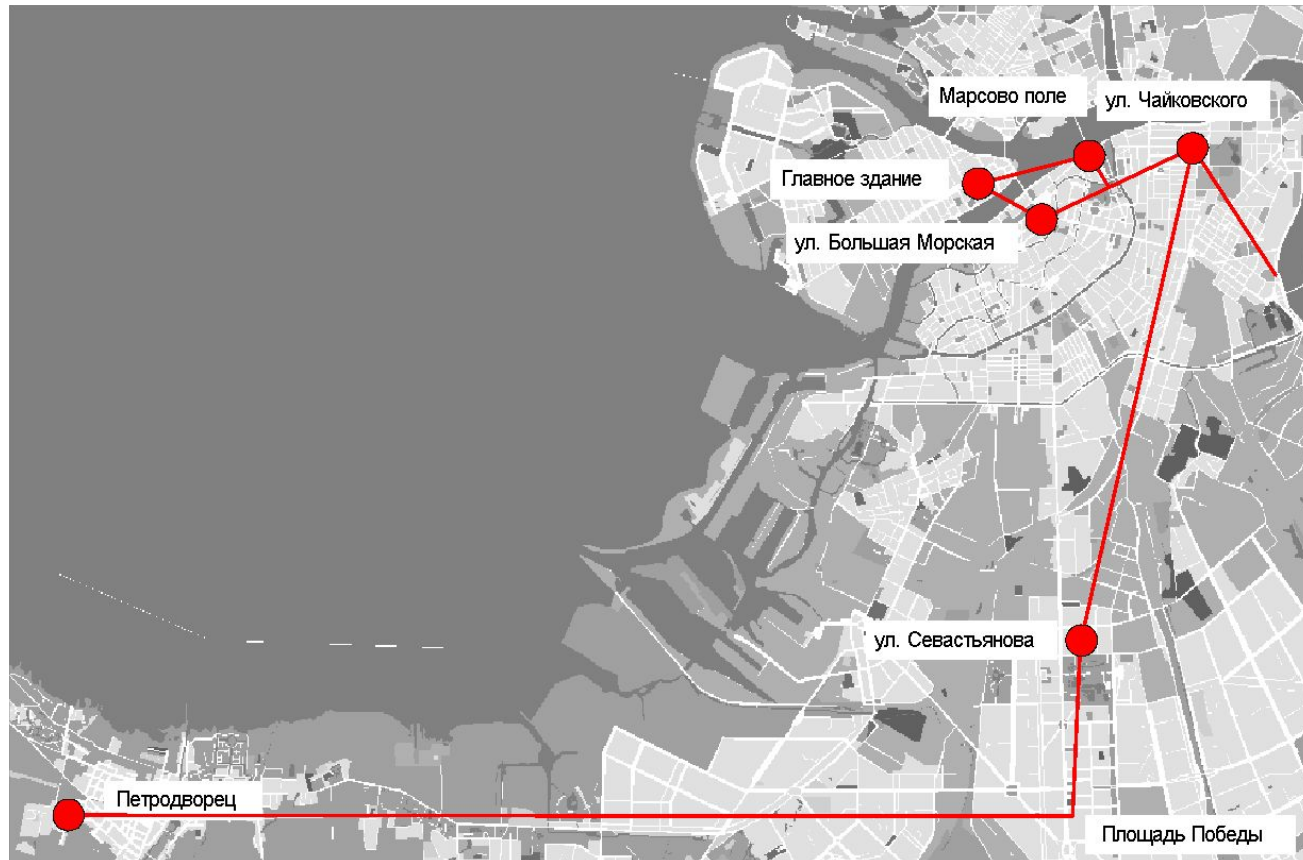 Марсово поле
ул. Чайковского
Главное здание
ул. Большая Морская
ул. Севастьянова
Петродворец
Площадь Победы